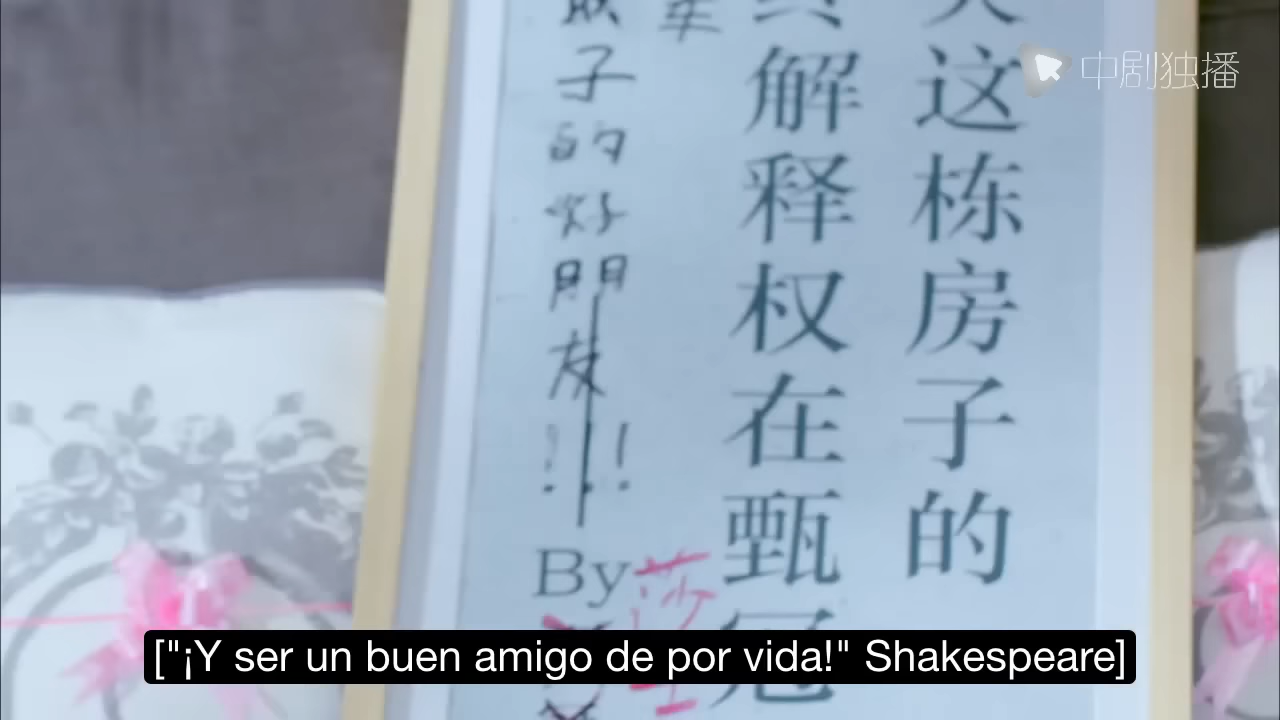 中剧独播
这栋房子的
解释权在甄
子的好朋友!!!
By
莎
["¡Y ser un buen amigo de por vida!" Shakespeare]